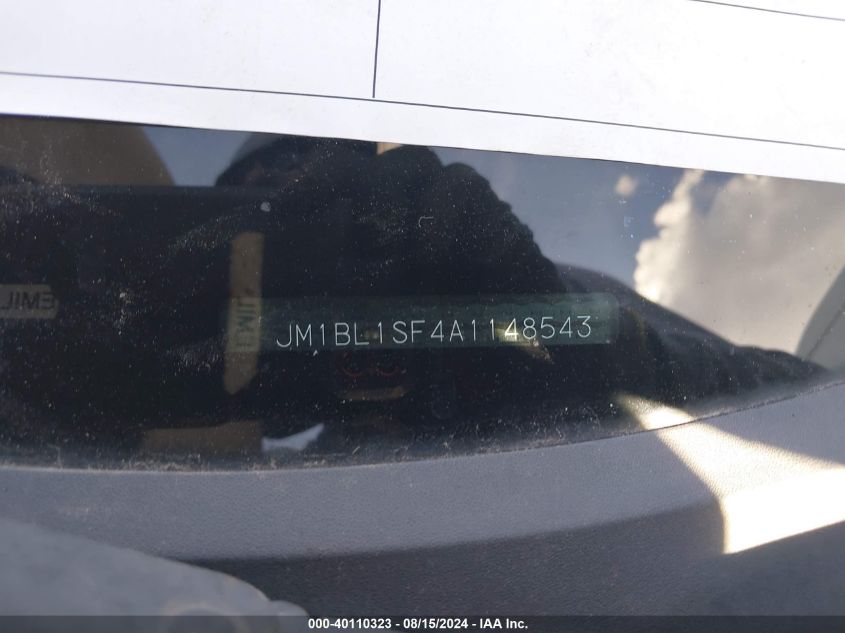 JM1BL1SF4A1148543
000-40110323 - 08/15/2024 - IAA Inc.